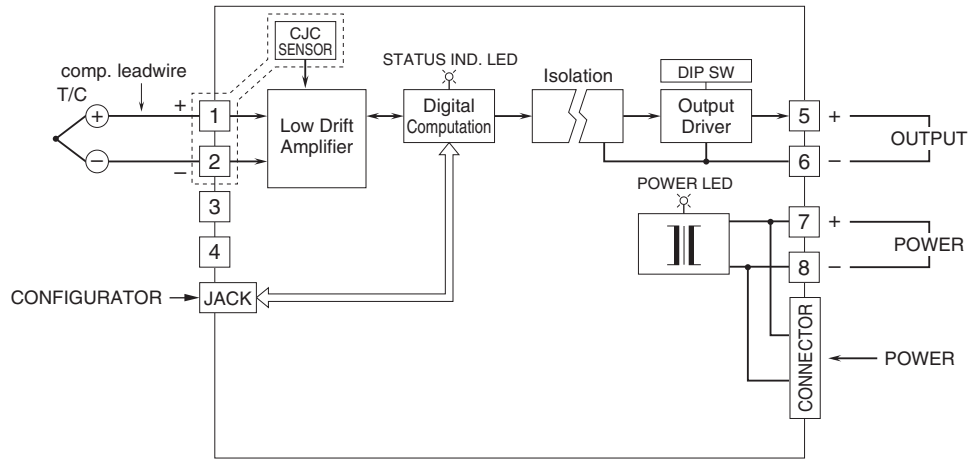 CJC
SENSOR
comp. leadwire
T/C
+
−
+
−
1
2
3
4
Low Drift
Amplifier
STATUS IND. LED
Digital
Computation
Isolation
DIP SW
Output
Driver
5
+
6
−
OUTPUT
POWER LED
7
+
8
−
POWER
CONFIGURATOR
JACK
CONNECTOR
POWER